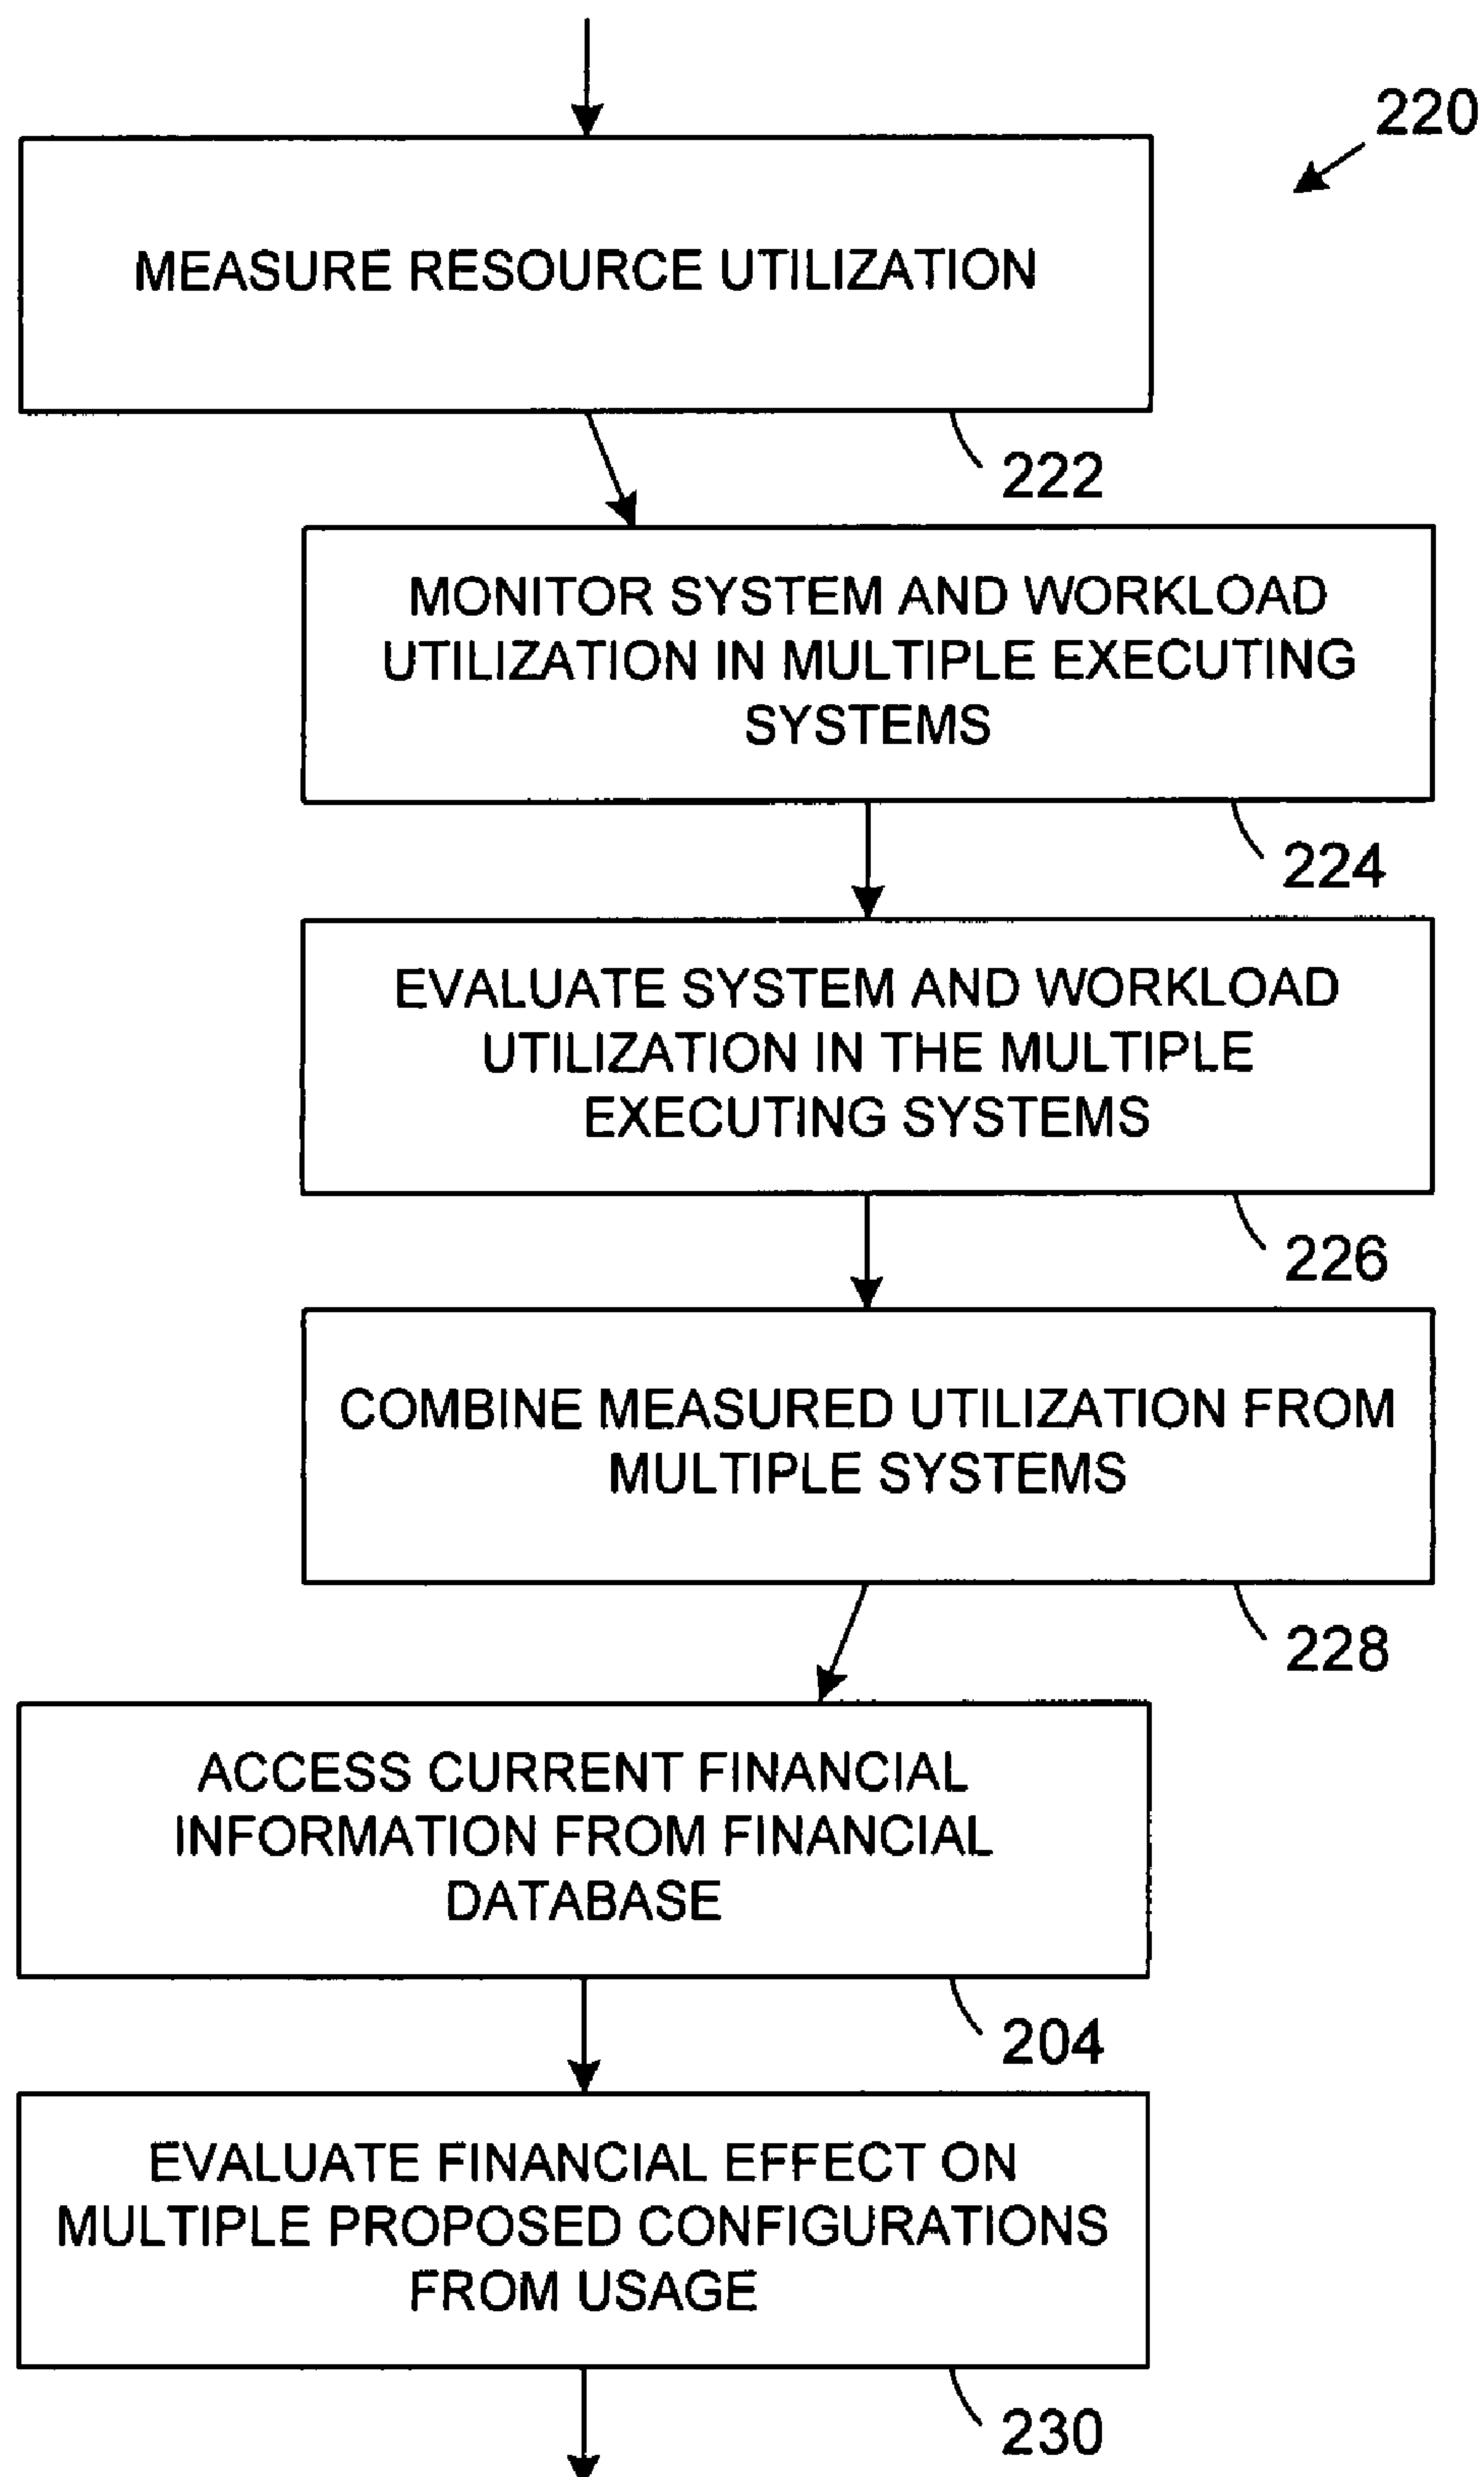 220
MEASURE RESOURCE UTILIZATION
222
MONITOR SYSTEM AND WORKLOAD
UTILIZATION IN MULTIPLE EXECUTING
SYSTEMS
224
EVALUATE SYSTEM AND WORKLOAD
UTILIZATION IN THE MULTIPLE
EXECUTING SYSTEMS
226
COMBINE MEASURED UTILIZATION FROM
MULTIPLE SYSTEMS
228
ACCESS CURRENT FINANCIAL
INFORMATION FROM FINANCIAL
DATABASE
204
EVALUATE FINANCIAL EFFECT ON
MULTIPLE PROPOSED CONFIGURATIONS
FROM USAGE
230